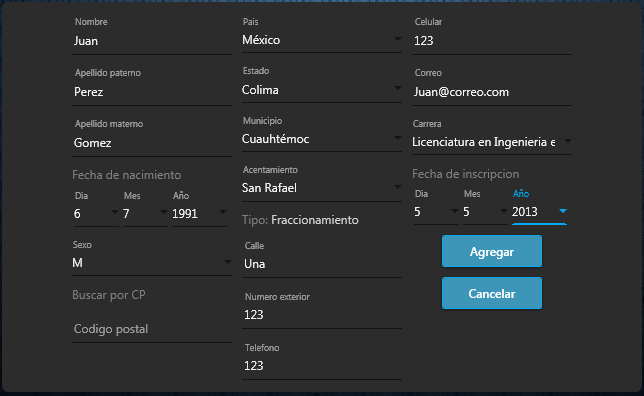 Nombre
Juan
Apellido paterno
Perez
Apellido materno
Gomez
Fecha de nacimiento
Dia Mes Año
6 7 1991
Sexo
M
Buscar por CP
Codigo postal
Pais
México
Estado
Colima
Municipio
Cuauhtémoc
Acentamiento
San Rafael
Tipo: Fraccionamiento
Calle
Una
Numero exterior
123
Telefono
123
Celular
123
Correo
Juan@correo.com
Carrera
Licenciatura en Ingenieria e
Fecha de inscripcion
Dia Mes Año
5 5 2013
Agregar
Cancelar